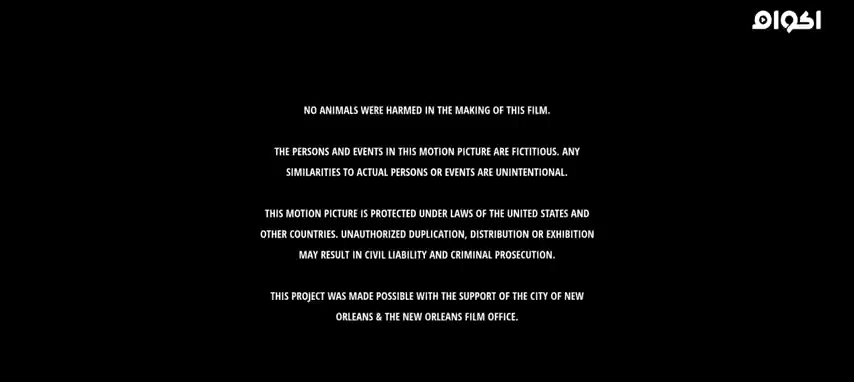 اكوام
NO ANIMALS WERE HARMED IN THE MAKING OF THIS FILM.
THE PERSONS AND EVENTS IN THIS MOTION PICTURE ARE FICTITIOUS. ANY
SIMILARITIES TO ACTUAL PERSONS OR EVENTS ARE UNINTENTIONAL.
THIS MOTION PICTURE IS PROTECTED UNDER LAWS OF THE UNITED STATES AND
OTHER COUNTRIES. UNAUTHORIZED DUPLICATION, DISTRIBUTION OR EXHIBITION
MAY RESULT IN CIVIL LIABILITY AND CRIMINAL PROSECUTION.
THIS PROJECT WAS MADE POSSIBLE WITH THE SUPPORT OF THE CITY OF NEW
ORLEANS & THE NEW ORLEANS FILM OFFICE.